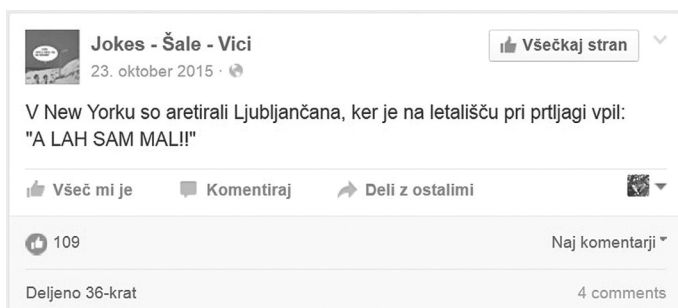 Jokes - Šale - Vici
Všečkaj stran
23. oktober 2015 ·
V New Yorku so aretirali Ljubljančana, ker je na letališču pri prtljagi vpil:
"A LAH SAM MAL!!"
Všeč mi je Komentiraj Deli z ostalimi
109 Naj komentarji
Deljeno 36-krat 4 comments